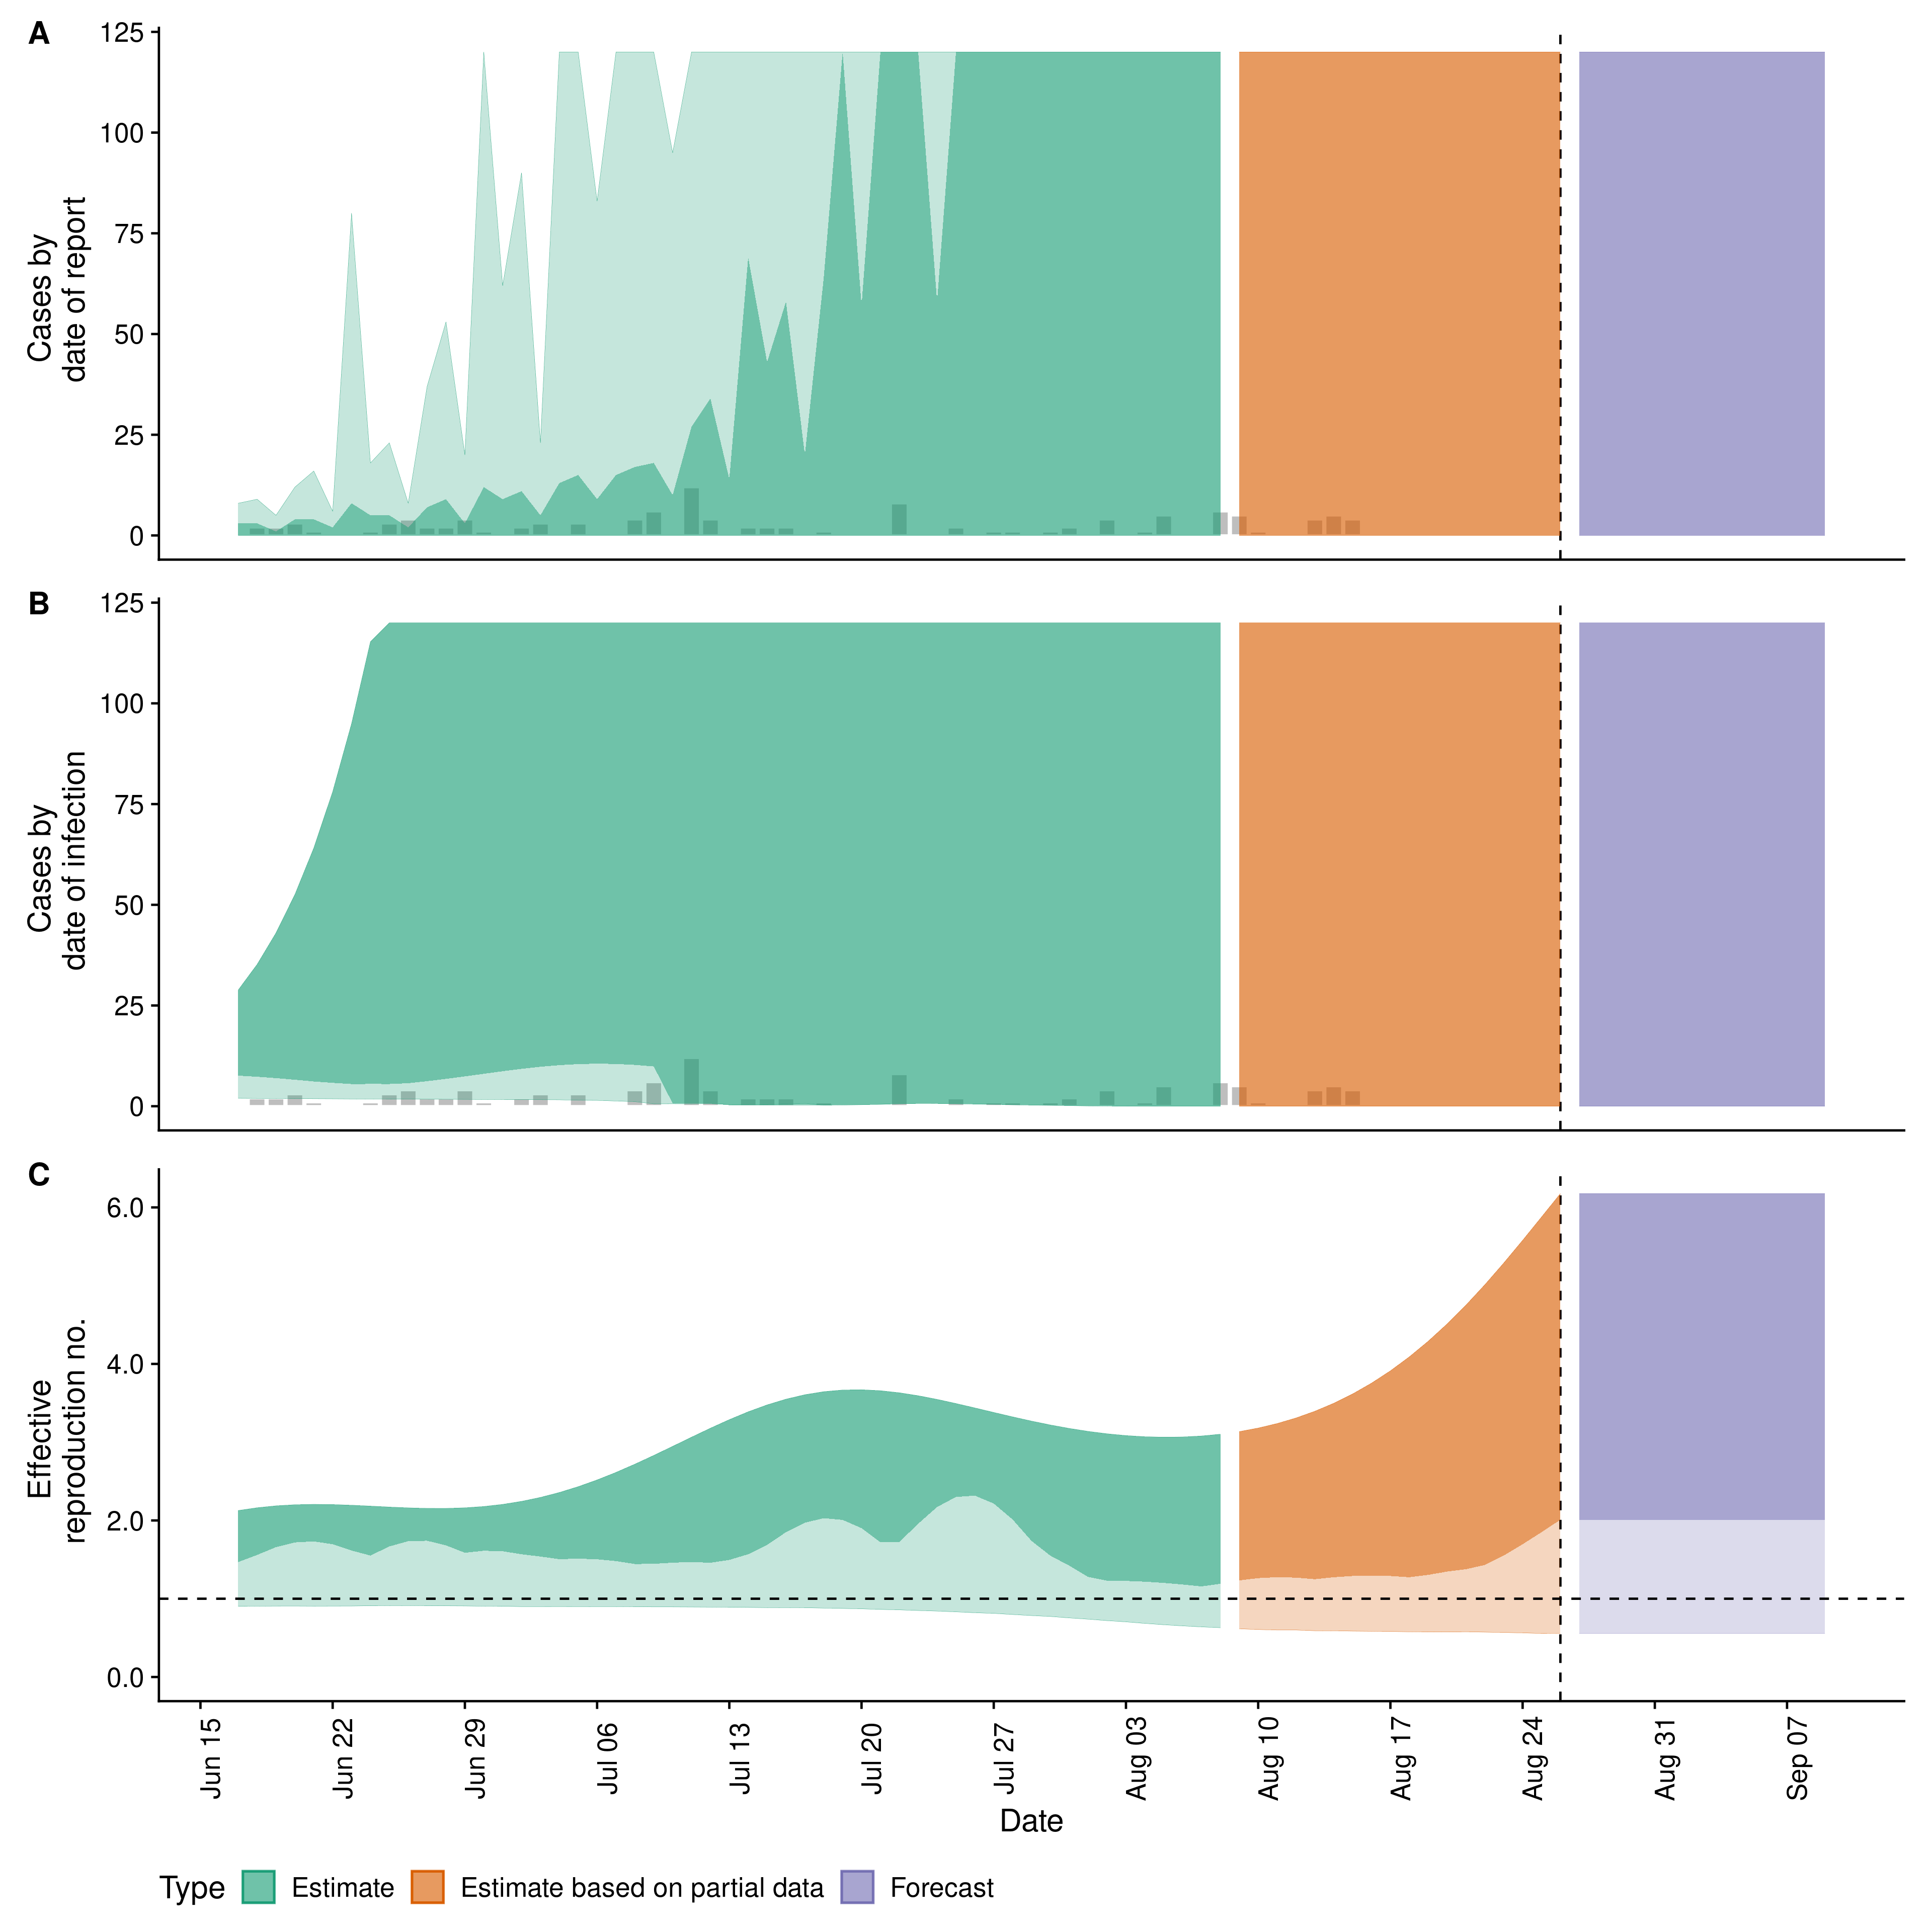 A
125
100
75
50
25
0
Cases by
date of report
B
125
100
75
50
25
0
Cases by
date of infection
C
6.0
4.0
2.0
0.0
Effective
reproduction no.
Jun 15
Jun 22
Jun 29
Jul 06
Jul 13
Jul 20
Jul 27
Aug 03
Aug 10
Aug 17
Aug 24
Aug 31
Sep 07
Date
Type Estimate Estimate based on partial data Forecast